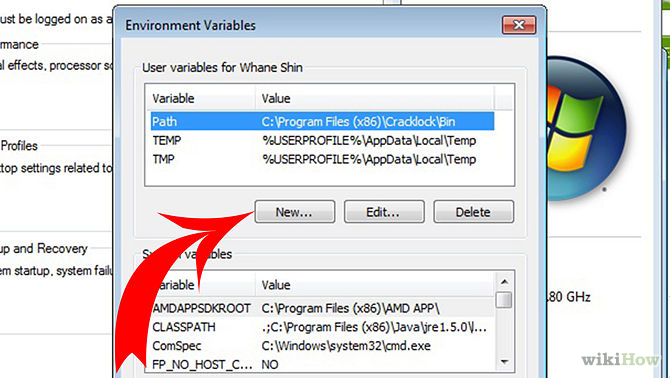 ust be logged on as a
Environment Variables
rmance
al effects, processor sc
User variables for Whane Shin
Variable Value
Path C:\Program Files (x86)\Cracklock\Bin
TEMP %USERPROFILE%\AppData\Local\Temp
TMP %USERPROFILE%\AppData\Local\Temp
Profiles
top settings related to
New... Edit... Delete
up and Recovery
em startup, system failu
System variables
Variable Value
AMDAPPSDKROOT C:\Program Files (x86)\AMD APP\
CLASSPATH .;C:\Program Files (x86)\Java\jre1.5.0\l...
ComSpec C:\Windows\system32\cmd.exe
FP_NO_HOST_C... NO
.80 GHz
wikiHow